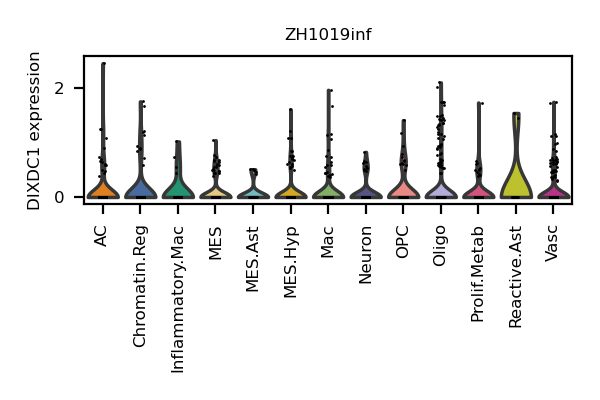 ZH1019inf
DIXDC1 expression
2
0
AC
Chromatin.Reg
Inflammatory.Mac
MES
MES.Ast
MES.Hyp
Mac
Neuron
OPC
Oligo
Prolif.Metab
Reactive.Ast
Vasc